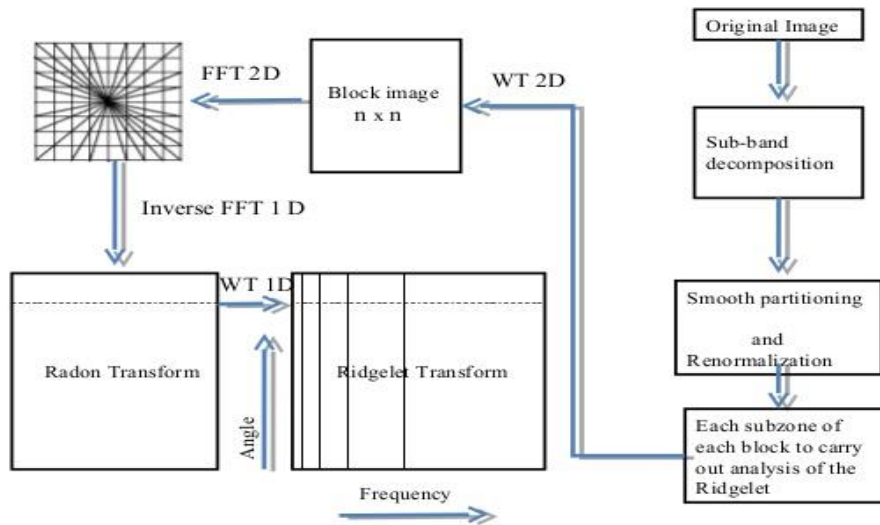 Original Image
FFT 2D
Block image
n x n
WT 2D
Sub-band
decomposition
Inverse FFT 1 D
WT 1D
Smooth partitioning
and
Renormalization
Radon Transform
Ridgelet Transform
Angle
Each subzone of
each block to carry
out analysis of the
Ridgelet
Frequency